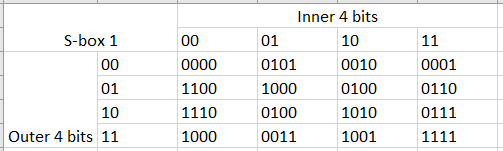 Inner 4 bits
S-box 1 00 01 10 11
00 0000 0101 0010 0001
01 1100 1000 0100 0110
10 1110 0100 1010 0111
Outer 4 bits 11 1000 0011 1001 1111